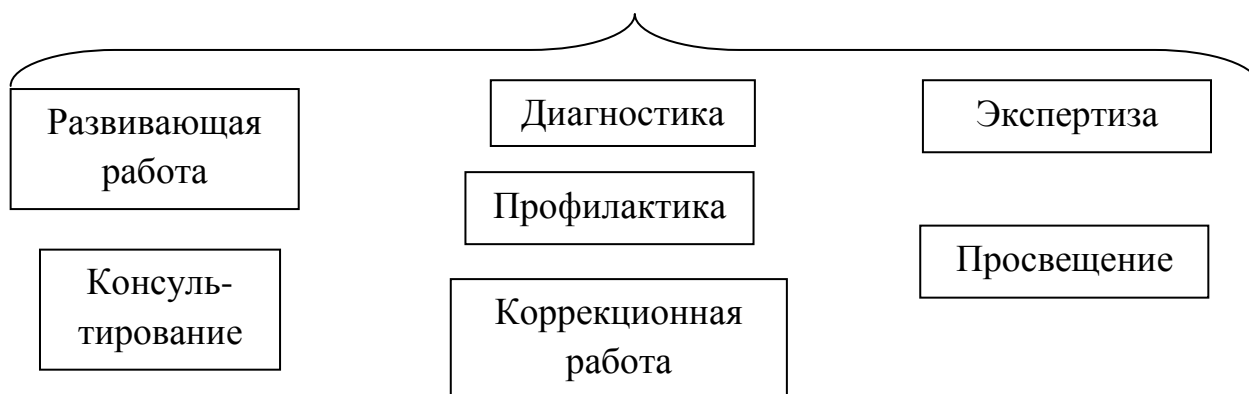 Развивающая
работа
Консуль-
тирование
Диагностика
Профилактика
Коррекционная
работа
Экспертиза
Просвещение